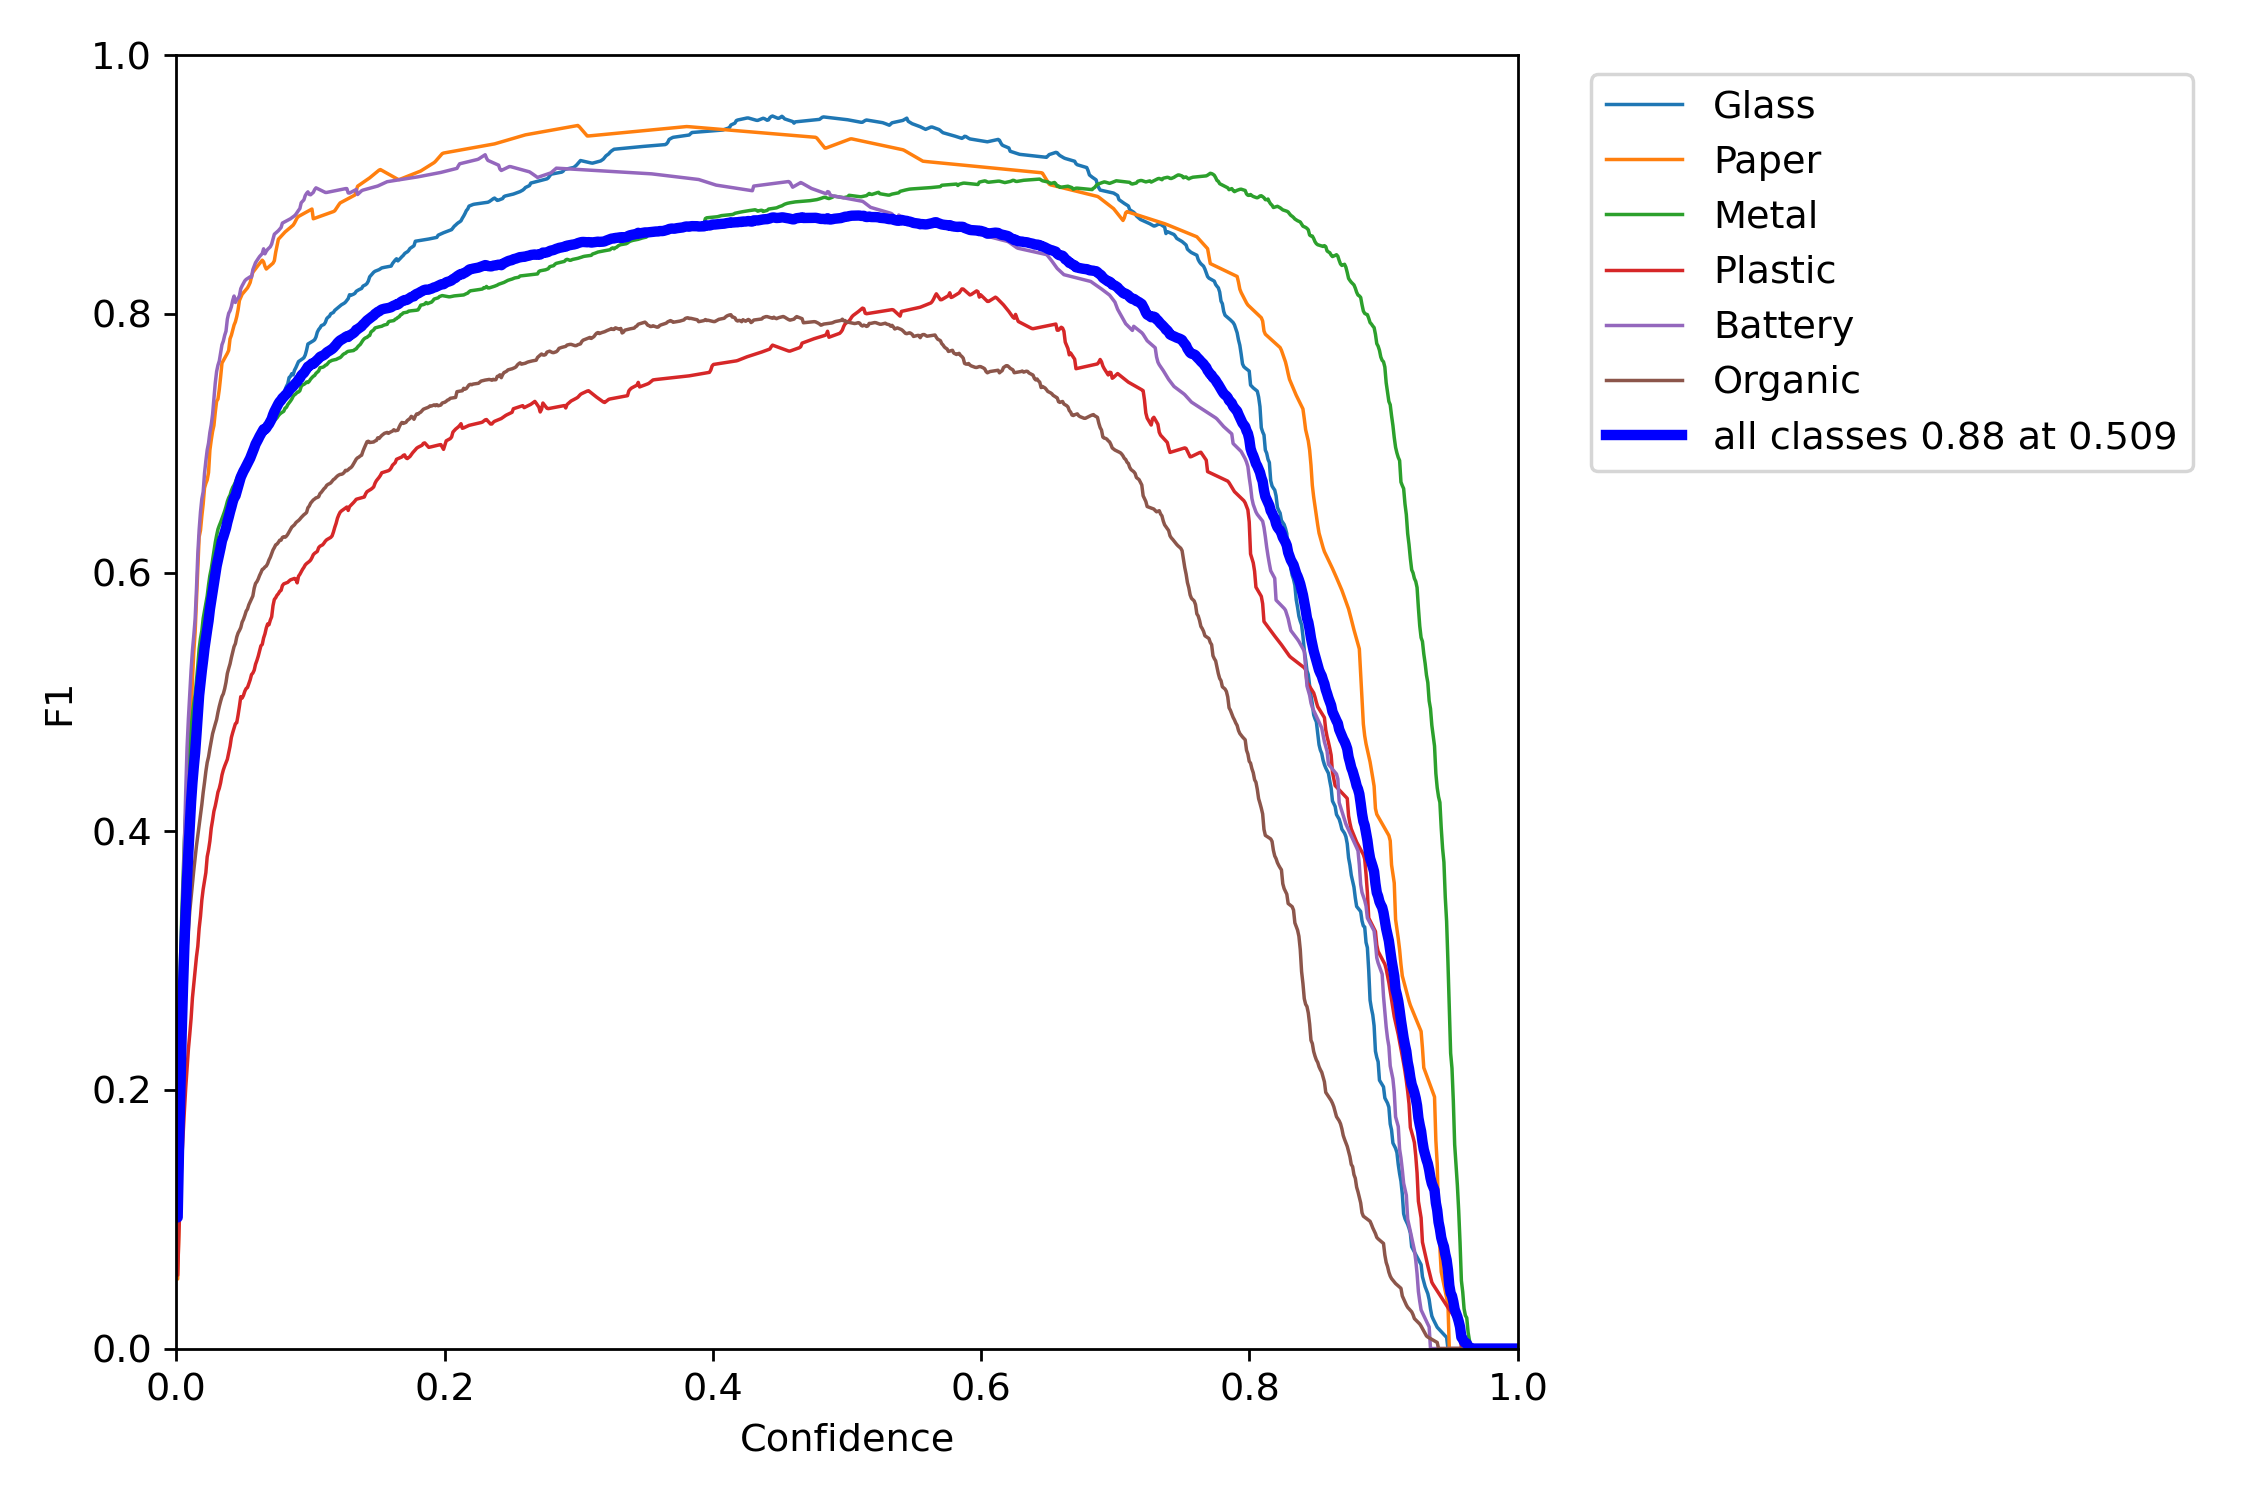 1.0
0.8
0.6
0.4
0.2
0.0
F1
0.0 0.2 0.4 0.6 0.8 1.0
Confidence
Glass
Paper
Metal
Plastic
Battery
Organic
all classes 0.88 at 0.509